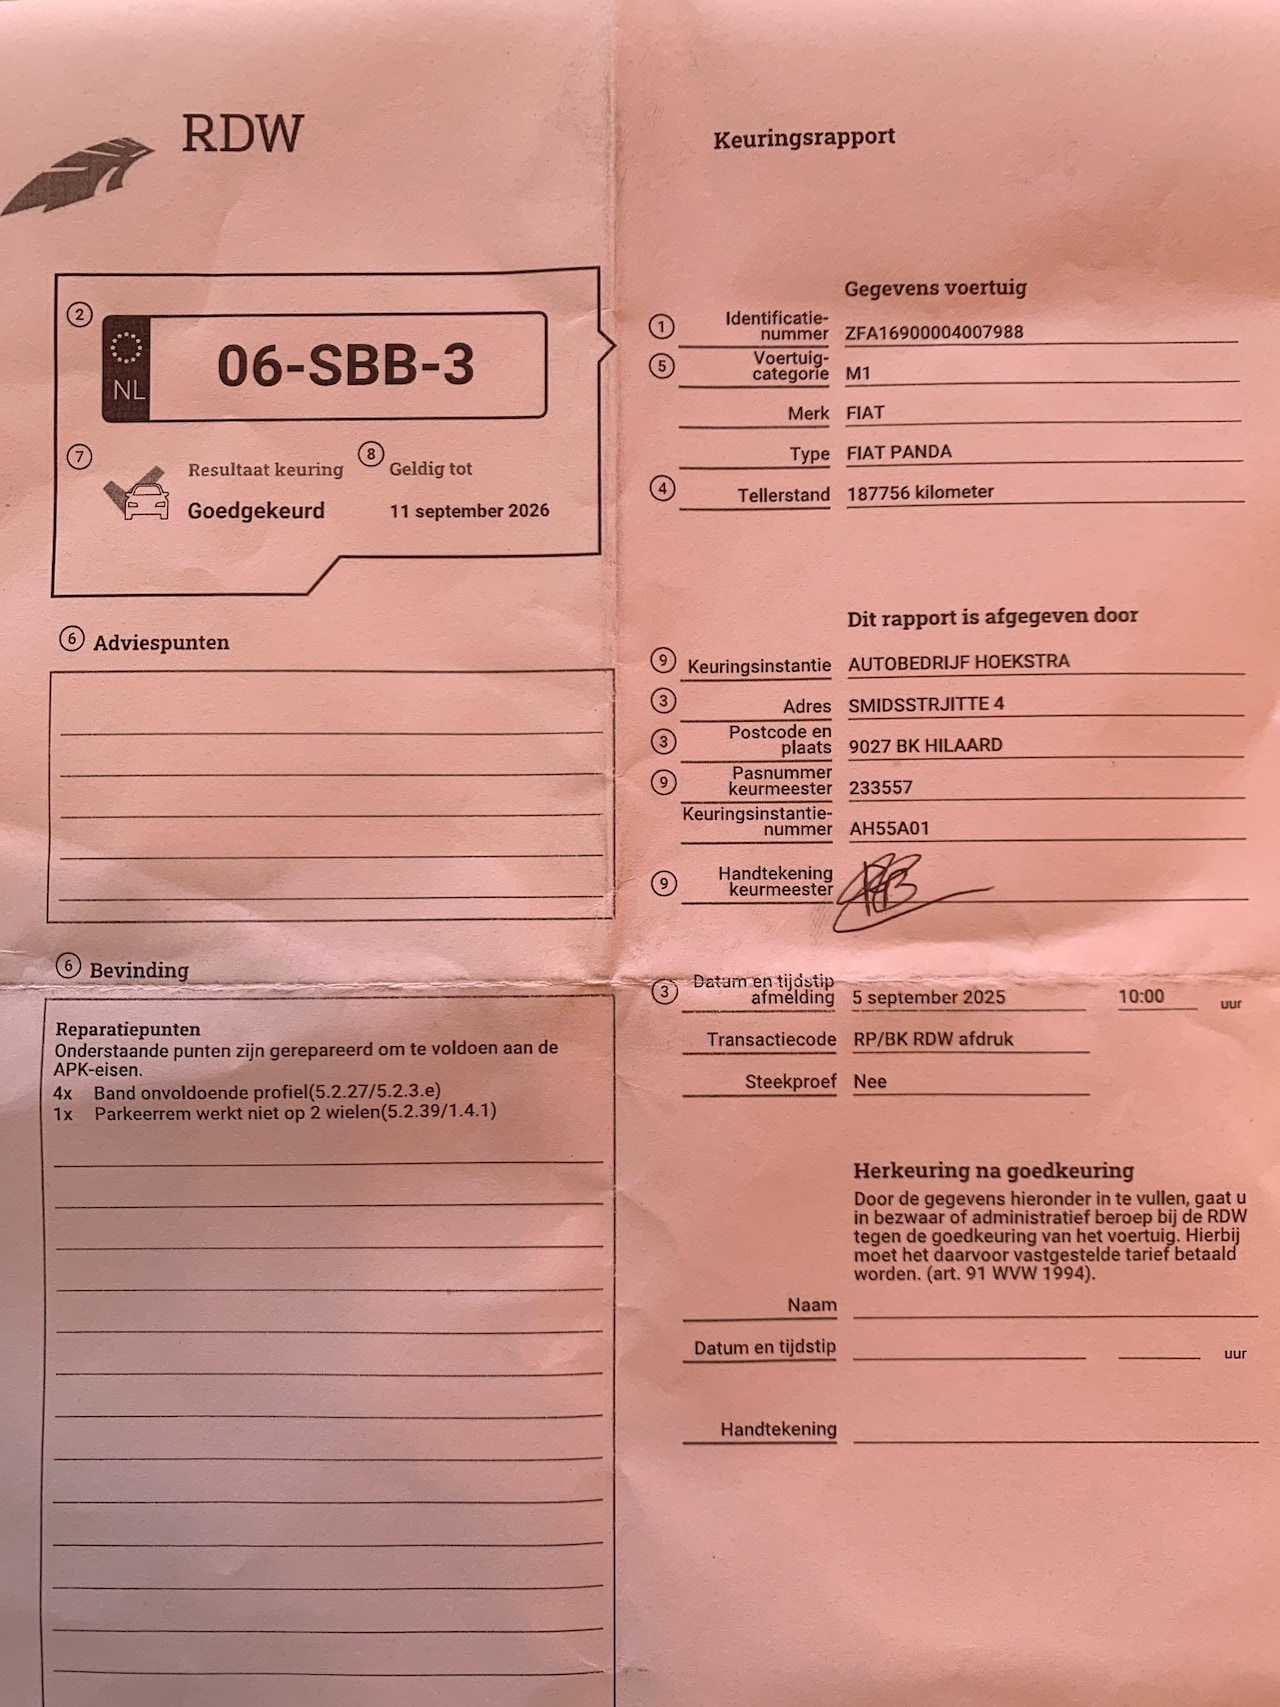 RDW
Keuringsrapport
2
NL
06-SBB-3
7
Resultaat keuring
Goedgekeurd
8
Geldig tot
11 september 2026
6 Adviespunten
6 Bevinding
Reparatiepunten
Onderstaande punten zijn gerepareerd om te voldoen aan de
APK-eisen.
4x Band onvoldoende profiel(5.2.27/5.2.3.e)
1x Parkeerrem werkt niet op 2 wielen(5.2.39/1.4.1)
Gegevens voertuig
1 Identificatie-
nummer ZFA16900004007988
5 Voertuig-
categorie M1
Merk FIAT
Type FIAT PANDA
4 Tellerstand 187756 kilometer
Dit rapport is afgegeven door
9 Keuringsinstantie AUTOBEDRIJF HOEKSTRA
3 Adres SMIDSSTRJITTE 4
3 Postcode en
plaats 9027 BK HILAARD
9 Pasnummer
keurmeester 233557
Keuringsinstantie-
nummer AH55A01
9 Handtekening
keurmeester
3 Datum en tijdstip
afmelding 5 september 2025 10:00 uur
Transactiecode RP/BK RDW afdruk
Steekproef Nee
Herkeuring na goedkeuring
Door de gegevens hieronder in te vullen, gaat u
in bezwaar of administratief beroep bij de RDW
tegen de goedkeuring van het voertuig. Hierbij
moet het daarvoor vastgestelde tarief betaald
worden. (art. 91 WVW 1994).
Naam
Datum en tijdstip uur
Handtekening